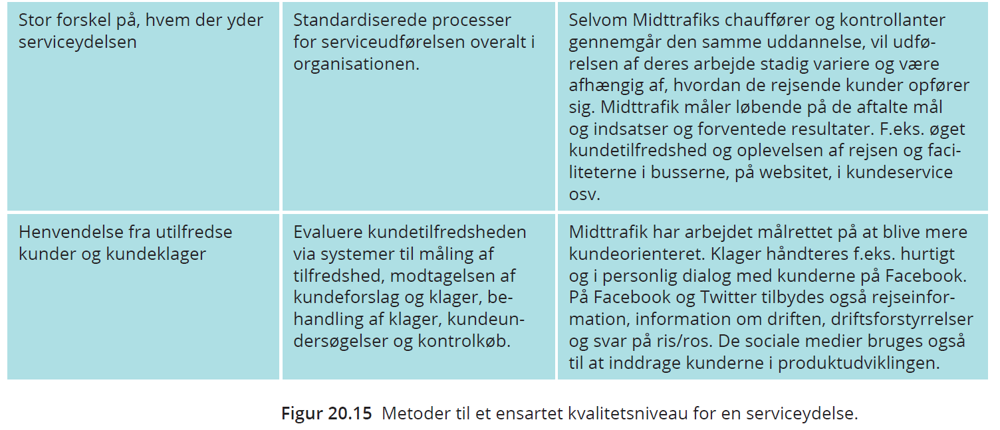 Stor forskel på, hvem der yder
serviceydelsen
Standardiserede processer
for serviceudførelsen overalt i
organisationen.
Selvom Midttrafiks chauffører og kontrollanter
gennemgår den samme uddannelse, vil udfø-
relsen af deres arbejde stadig variere og være
afhængig af, hvordan de rejsende kunder opfører
sig. Midttrafik måler løbende på de aftalte mål
og indsatser og forventede resultater. F.eks. øget
kundetilfredshed og oplevelsen af rejsen og faci-
liteterne i busserne, på websitet, i kundeservice
osv.
Henvendelse fra utilfredse
kunder og kundeklager
Evaluere kundetilfredsheden
via systemer til måling af
tilfredshed, modtagelsen af
kundeforslag og klager, be-
handling af klager, kundeun-
dersøgelser og kontrolkøb.
Midttrafik har arbejdet målrettet på at blive mere
kundeorienteret. Klager håndteres f.eks. hurtigt
og i personlig dialog med kunderne på Facebook.
På Facebook og Twitter tilbydes også rejseinfor-
mation, information om driften, driftsforstyrrelser
og svar på ris/ros. De sociale medier bruges også
til at inddrage kunderne i produktudviklingen.
Figur 20.15 Metoder til et ensartet kvalitetsniveau for en serviceydelse.